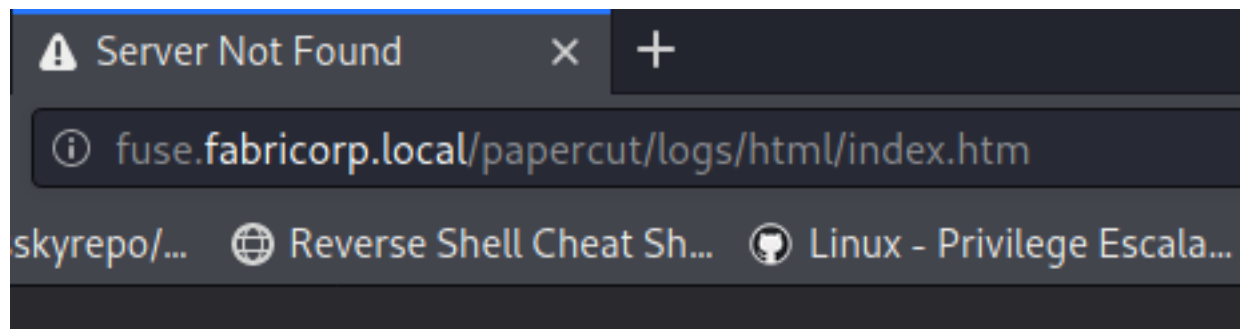 Server Not Found
fuse.fabricorp.local/papercut/logs/html/index.htm
skyrepo/... Reverse Shell Cheat Sh... Linux - Privilege Escala...